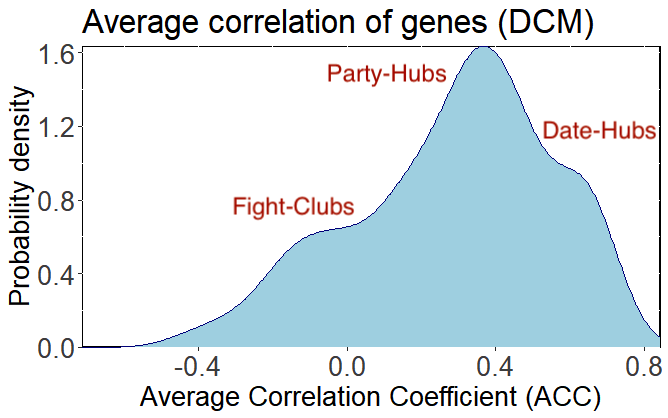 Average correlation of genes (DCM)
Probability density
1.6
1.2
0.8
0.4
0.0
Party-Hubs
Date-Hubs
Fight-Clubs
-0.4
0.0
0.4
0.8
Average Correlation Coefficient (ACC)